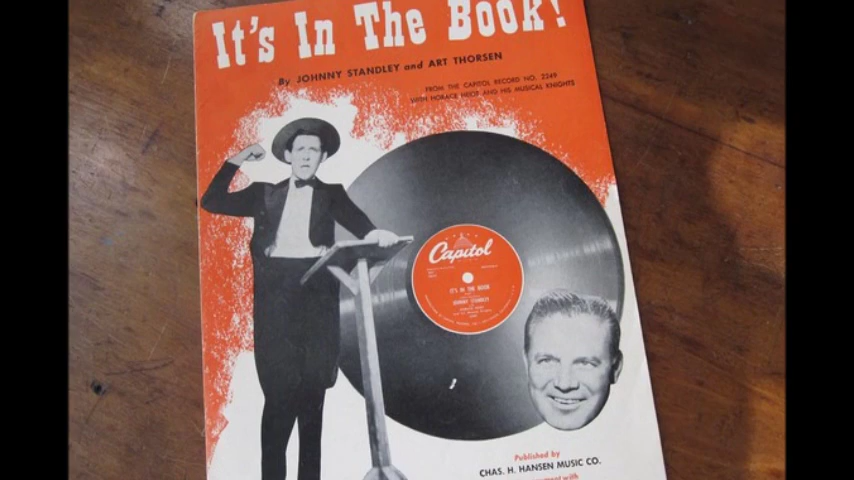 It's In The Book!
By JOHNNY STANDLEY and ART THORSEN
FROM THE CAPITOL RECORD NO. 2249
WITH HORACE HEIDT AND HIS MUSICAL KNIGHTS
Capitol
IT'S IN THE BOOK
JOHNNY STANDLEY
Published by
CHAS. H. HANSEN MUSIC CO.
with